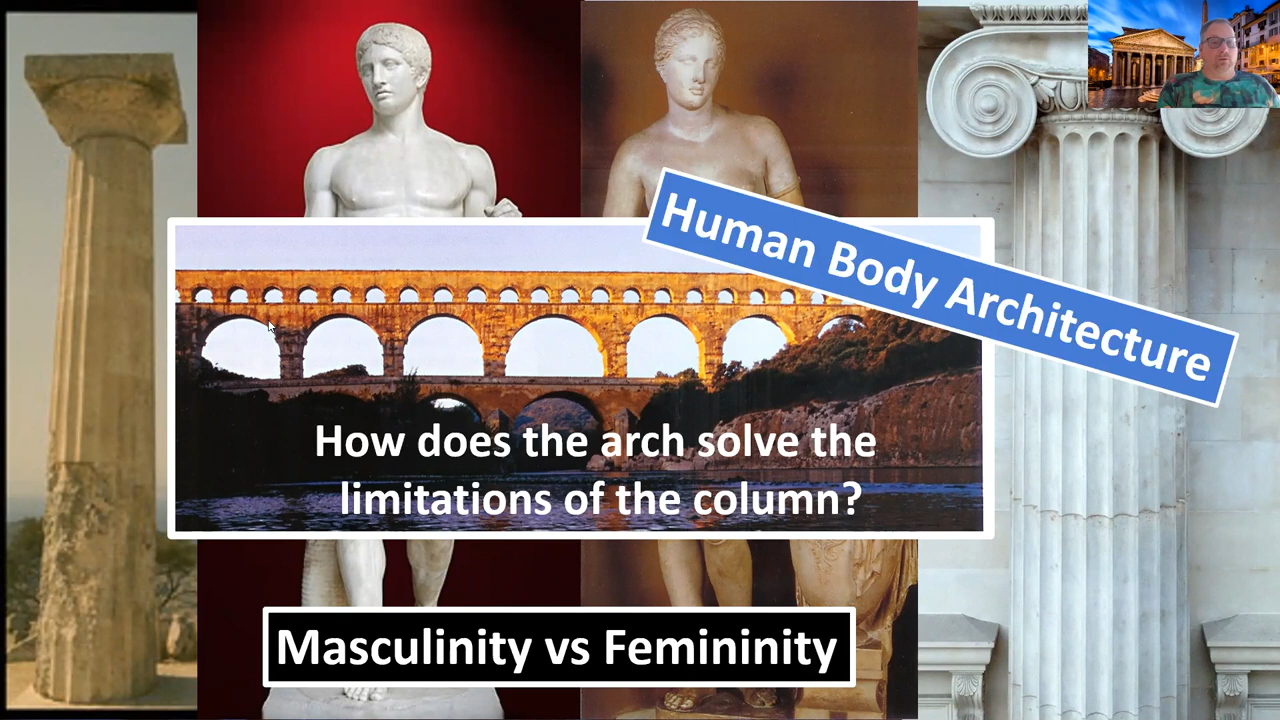 Human Body Architecture
How does the arch solve the
limitations of the column?
Masculinity vs Femininity